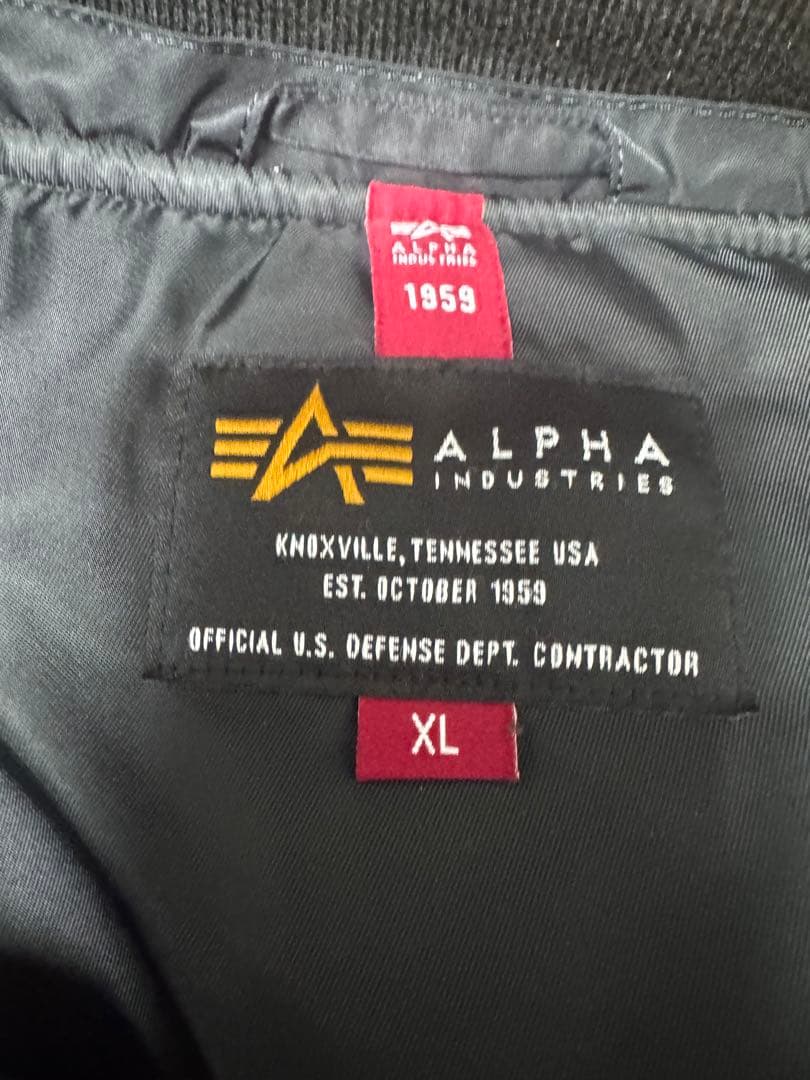 ALPHA
INDUSTRIES
1959
ALPHA
INDUSTRIES
KNOXVILLE, TENNESSEE USA
EST. OCTOBER 1959
OFFICIAL U.S. DEFENSE DEPT. CONTRACTOR
XL